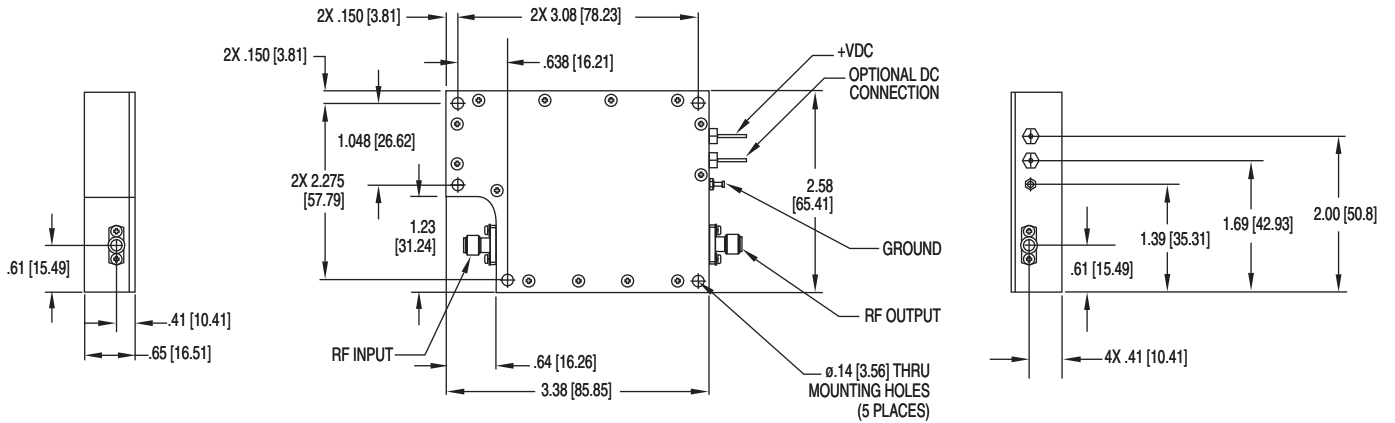 2X .150 [3.81]
2X 3.08 [78.23]
2X .150 [3.81]
.638 [16.21]
+VDC
OPTIONAL DC
CONNECTION
1.048 [26.62]
2X 2.275
[57.79]
1.23
[31.24]
2.58
[65.41]
GROUND
RF OUTPUT
RF INPUT
.64 [16.26]
3.38 [85.85]
ø.14 [3.56] THRU
MOUNTING HOLES
(5 PLACES)
.61 [15.49]
.41 [10.41]
.65 [16.51]
2.00 [50.8]
1.69 [42.93]
1.39 [35.31]
.61 [15.49]
4X .41 [10.41]